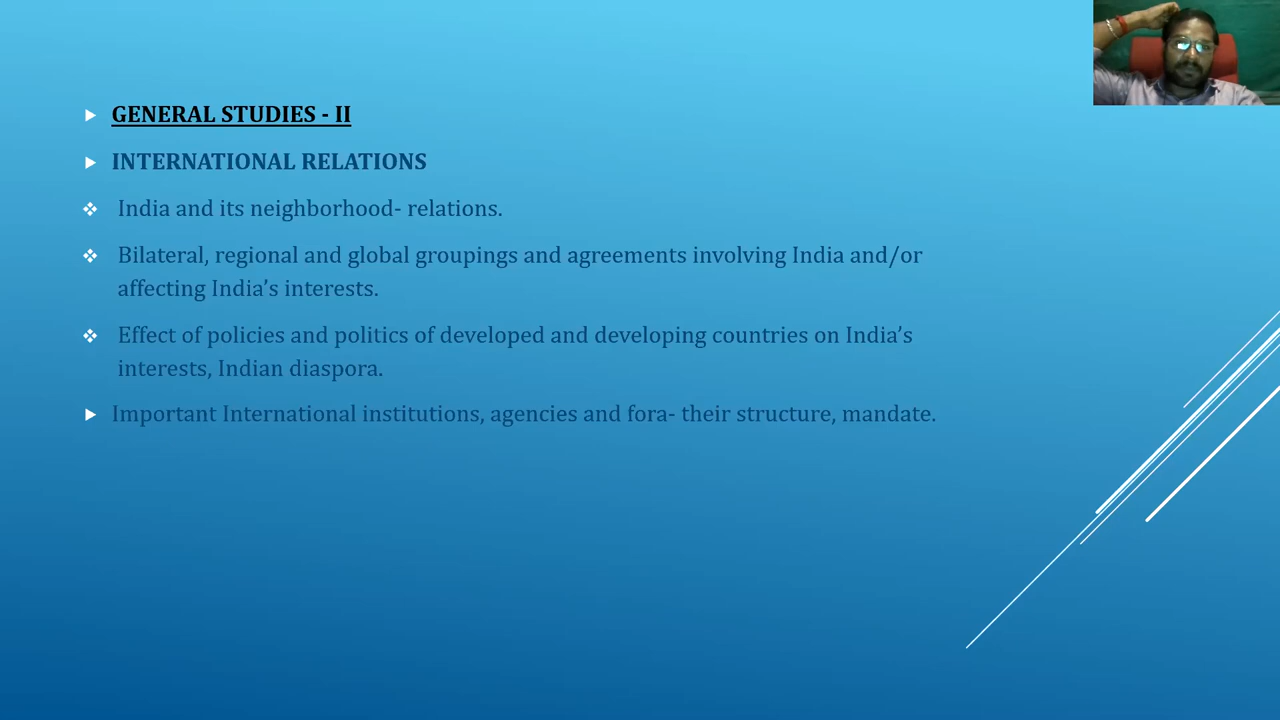 GENERAL STUDIES - II
INTERNATIONAL RELATIONS
India and its neighborhood- relations.
Bilateral, regional and global groupings and agreements involving India and/or
affecting India’s interests.
Effect of policies and politics of developed and developing countries on India’s
interests, Indian diaspora.
Important International institutions, agencies and fora- their structure, mandate.